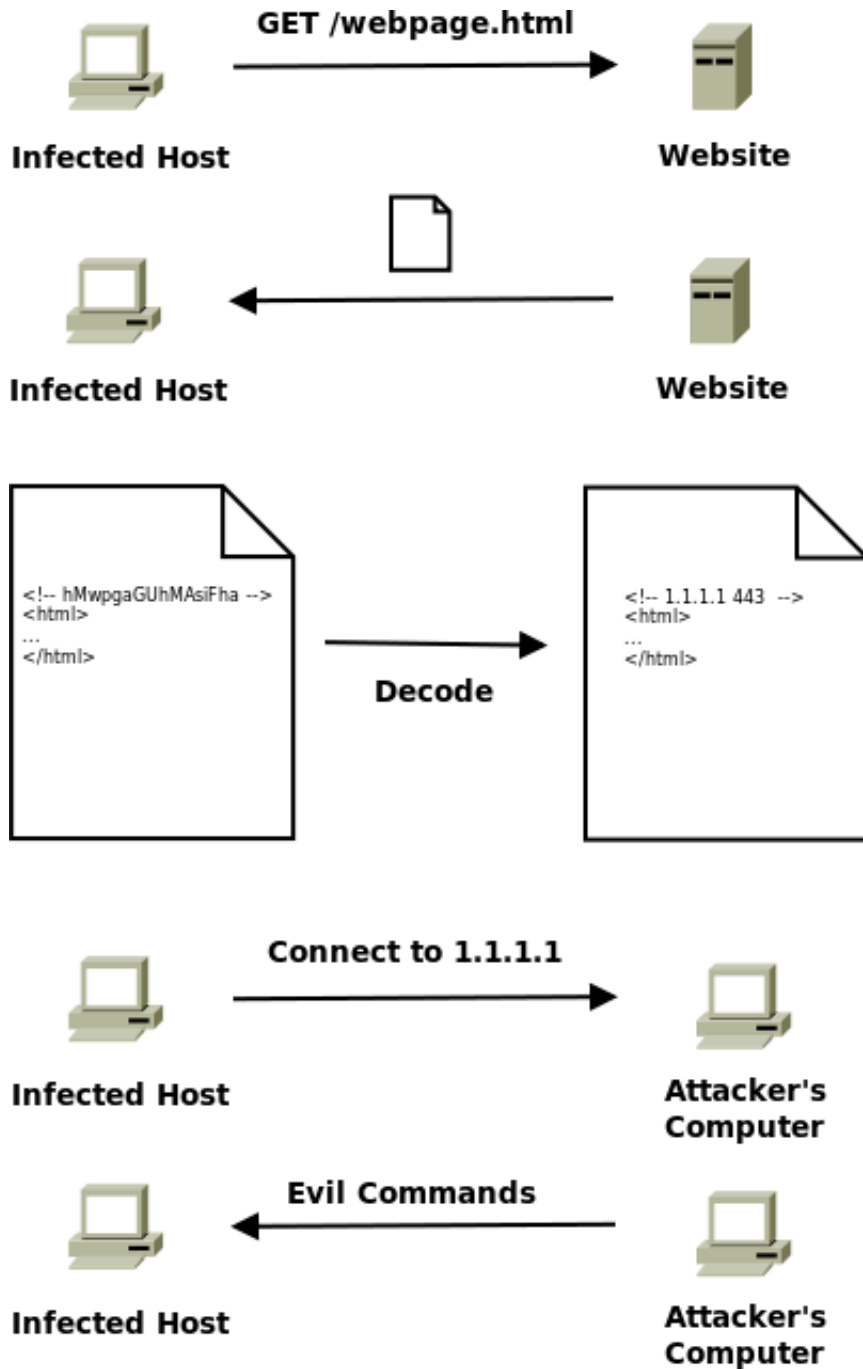 GET /webpage.html
Infected Host
Website
Infected Host
Website
<!-- hMwpgaGUhMAsiFha -->
<html>
...
</html>
Decode
<!-- 1.1.1.1 443  -->
<html>
...
</html>
Connect to 1.1.1.1
Infected Host
Attacker's
Computer
Evil Commands
Infected Host
Attacker's
Computer